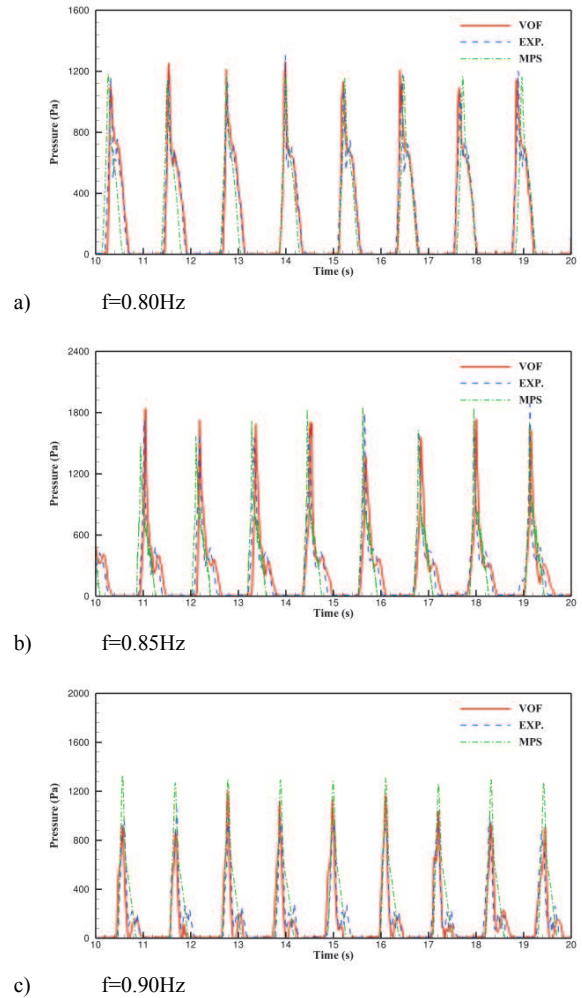 1600
1200
800
400
0
Pressure (Pa)
VOF
EXP.
MPS
10 11 12 13 14 15 16 17 18 19 20
Time (s)
a) f=0.80Hz
2400
1800
1200
600
0
Pressure (Pa)
VOF
EXP.
MPS
10 11 12 13 14 15 16 17 18 19 20
Time (s)
b) f=0.85Hz
2000
1600
1200
800
400
0
Pressure (Pa)
VOF
EXP.
MPS
10 11 12 13 14 15 16 17 18 19 20
Time (s)
c) f=0.90Hz